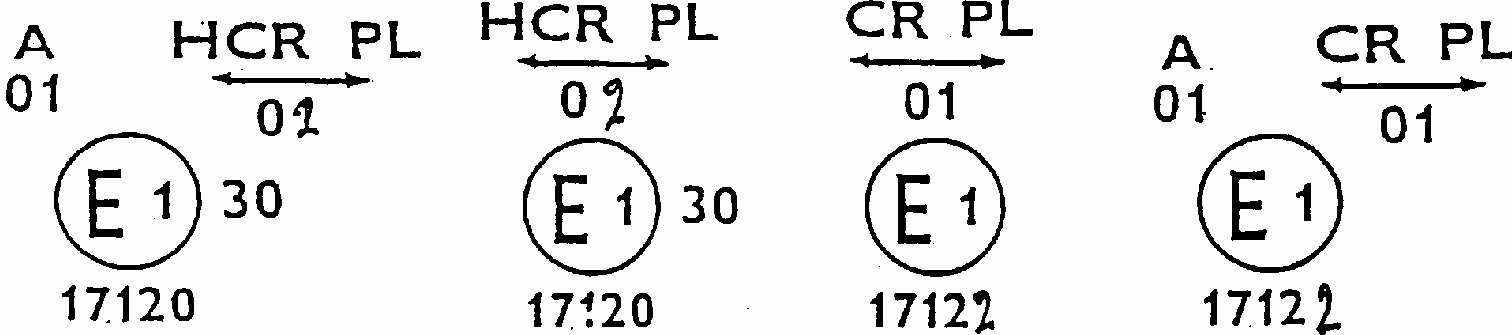 A HCR PL
01 ↔ 02
E 1 30
17120
HCR PL
↔
02
E 1 30
17120
CR PL
↔
01
E 1
17122
A CR PL
01 ↔ 01
E 1
17122